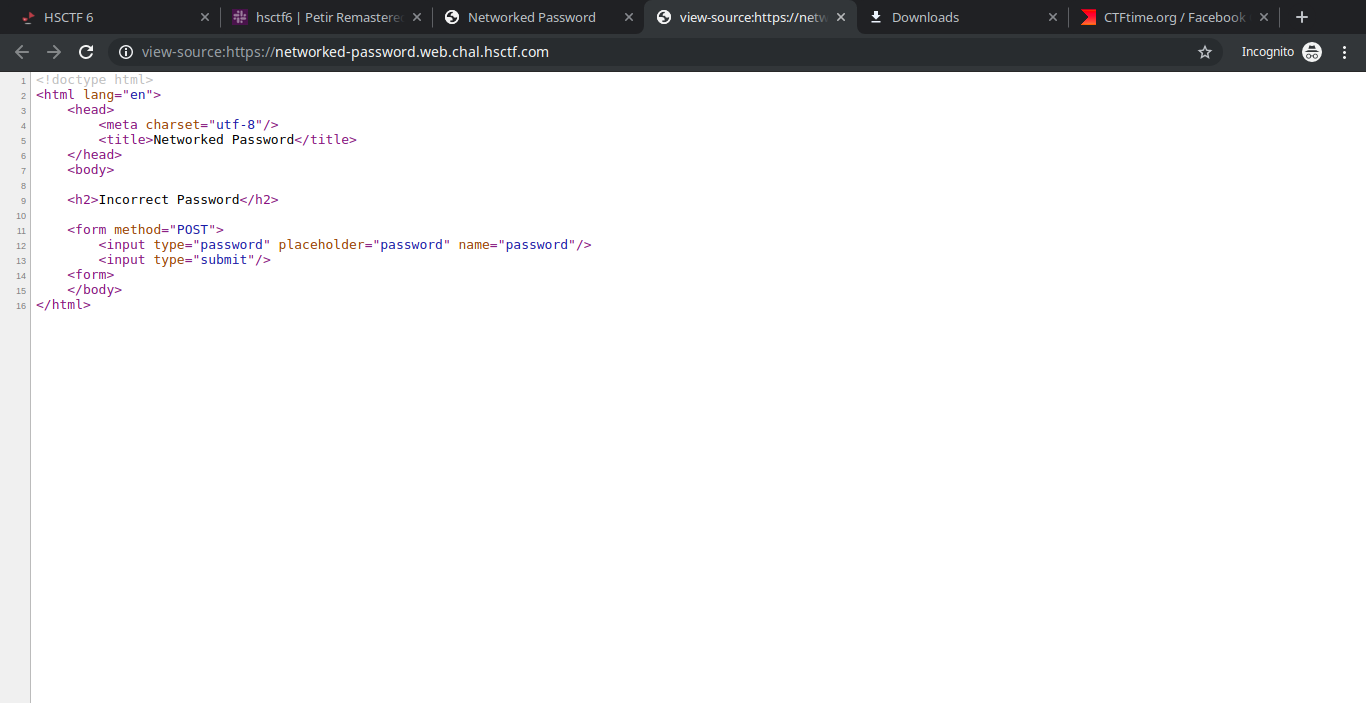 HSCTF 6
hsctf6 | Petir Remastered
Networked Password
view-source:https://netw
Downloads
CTFtime.org / Facebook
view-source:https://networked-password.web.chal.hsctf.com
Incognito
1 <!doctype html>
2 <html lang="en">
3 <head>
4 <meta charset="utf-8"/>
5 <title>Networked Password</title>
6 </head>
7 <body>
8
9 <h2>Incorrect Password</h2>
10
11 <form method="POST">
12 <input type="password" placeholder="password" name="password"/>
13 <input type="submit"/>
14 <form>
15 </body>
16 </html>